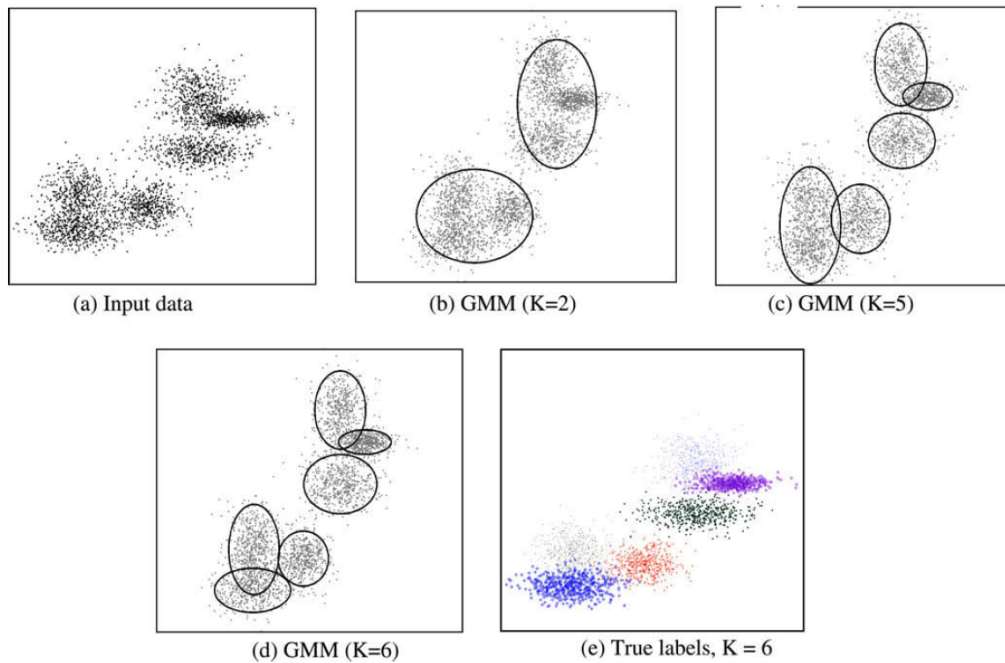 (a) Input data
(b) GMM (K=2)
(c) GMM (K=5)
(d) GMM (K=6)
(e) True labels, K = 6